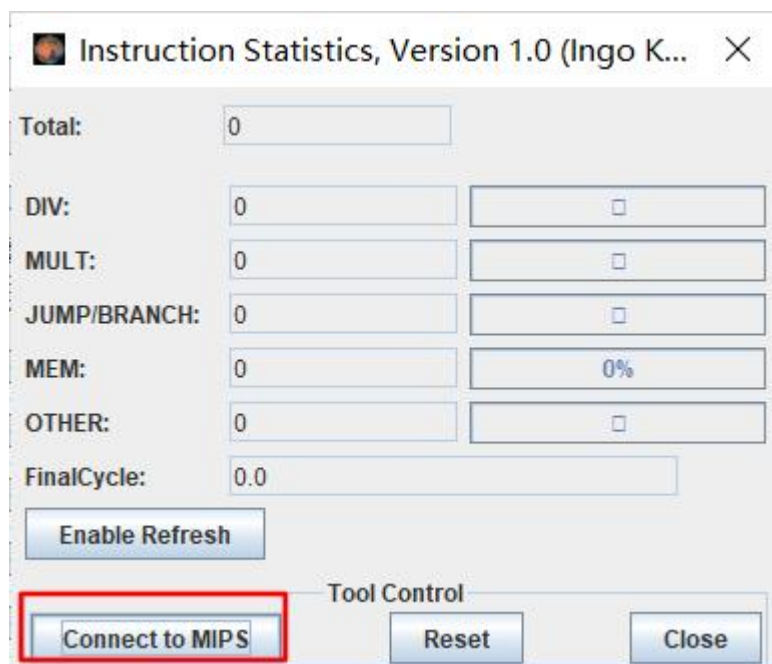 Instruction Statistics, Version 1.0 (Ingo K...
Total: 0
DIV: 0
MULT: 0
JUMP/BRANCH: 0
MEM: 0 0%
OTHER: 0
FinalCycle: 0.0
Enable Refresh
Tool Control
Connect to MIPS Reset Close